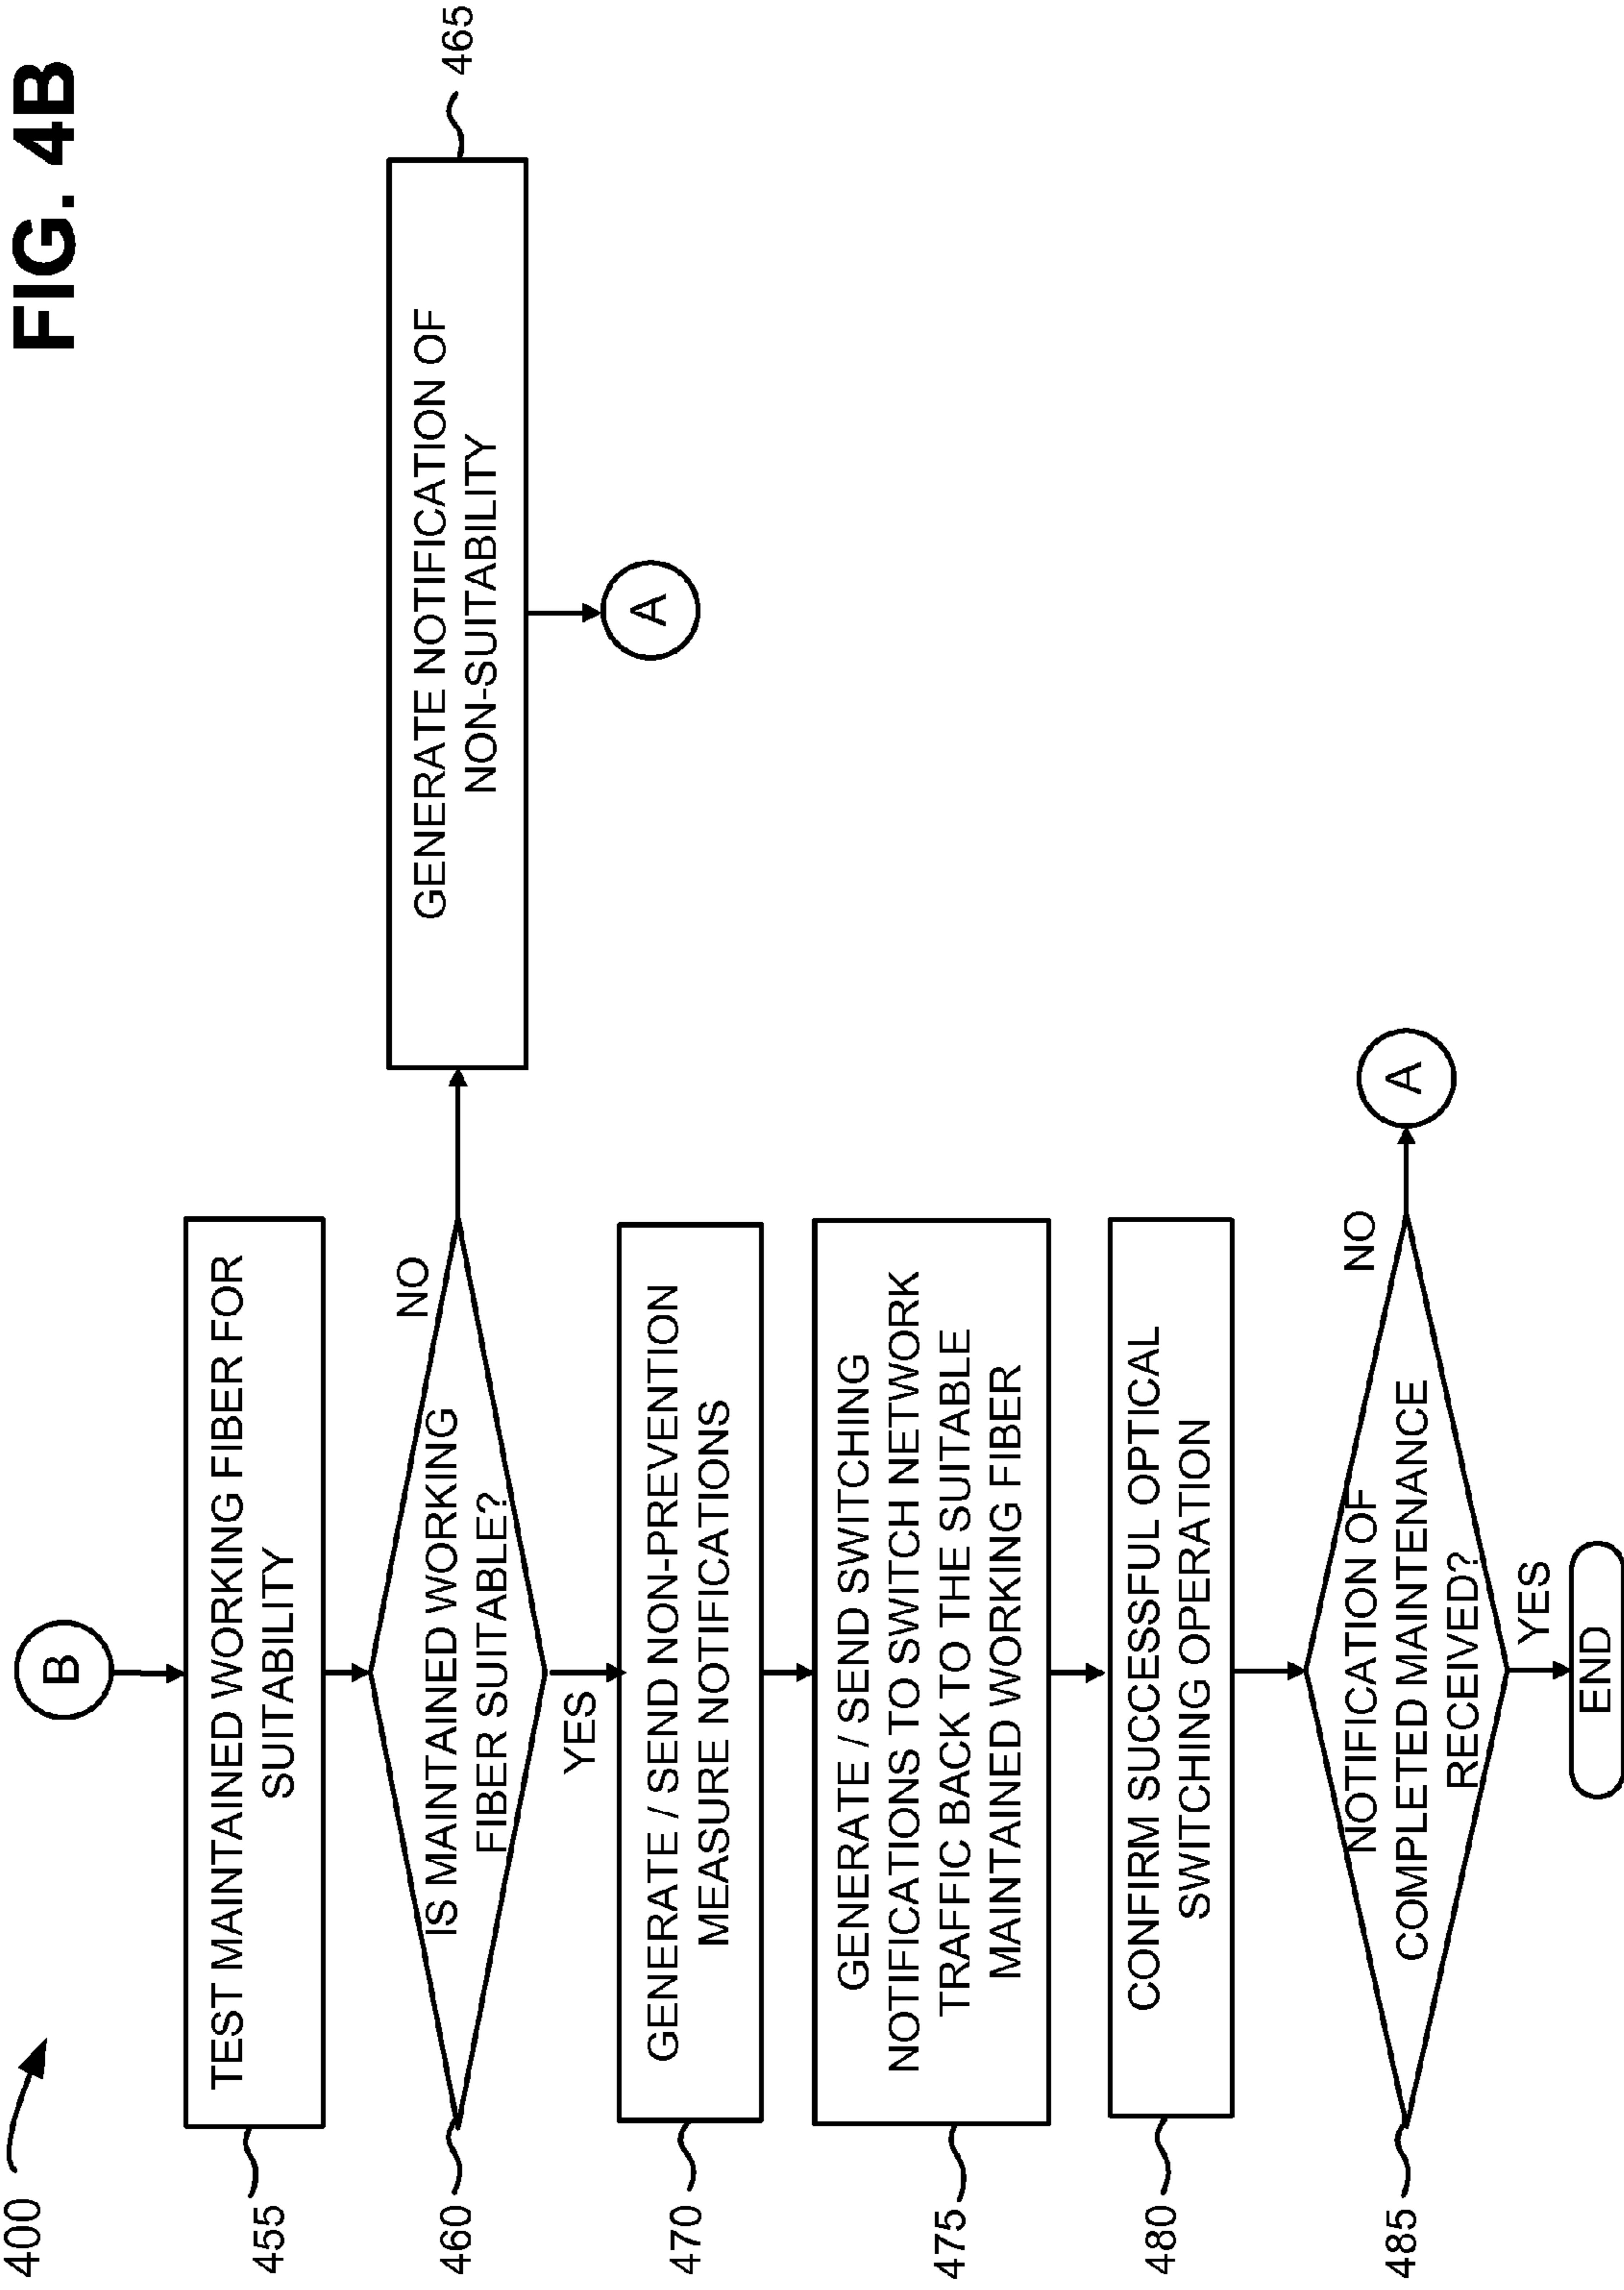 FIG. 4B
400
B
455
TEST MAINTAINED WORKING FIBER FOR
SUITABILITY
460
IS MAINTAINED WORKING
FIBER SUITABLE?
NO
465
GENERATE NOTIFICATION OF
NON-SUITABILITY
A
YES
470
GENERATE / SEND NON-PREVENTION
MEASURE NOTIFICATIONS
475
GENERATE / SEND SWITCHING
NOTIFICATIONS TO SWITCH NETWORK
TRAFFIC BACK TO THE SUITABLE
MAINTAINED WORKING FIBER
480
CONFIRM SUCCESSFUL OPTICAL
SWITCHING OPERATION
485
NOTIFICATION OF
COMPLETED MAINTENANCE
RECEIVED?
NO
A
YES
END